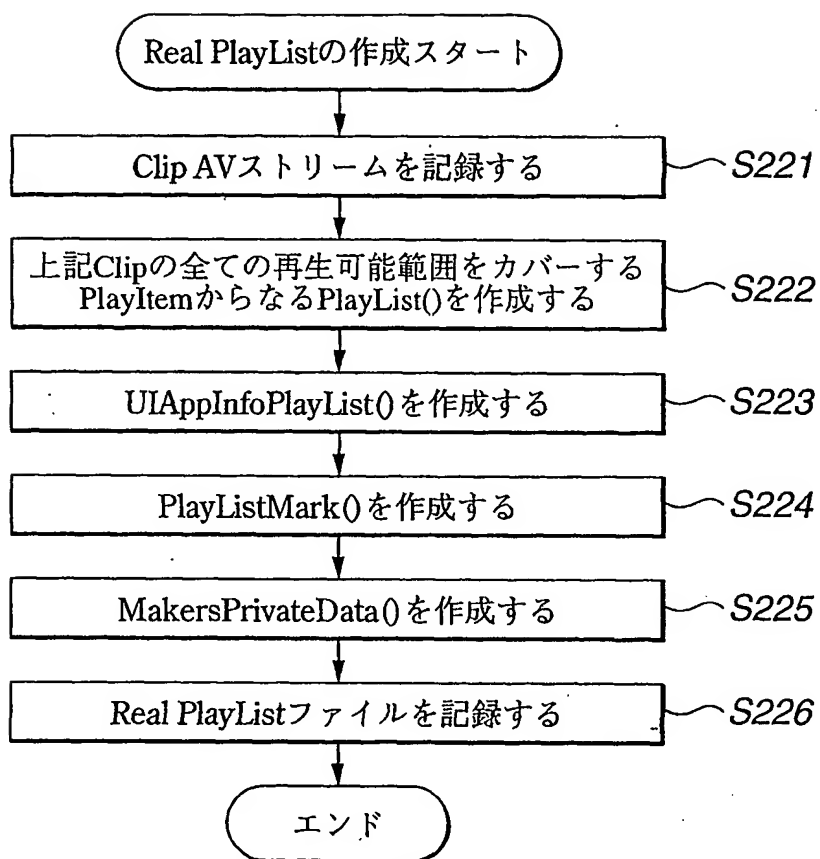 Real PlayListの作成スタート
Clip AVストリームを記録する
S221
上記Clipの全ての再生可能範囲をカバーする
PlayItemからなるPlayList()を作成する
S222
UIAppInfoPlayList()を作成する
S223
PlayListMark()を作成する
S224
MakersPrivateData()を作成する
S225
Real PlayListファイルを記録する
S226
エンド